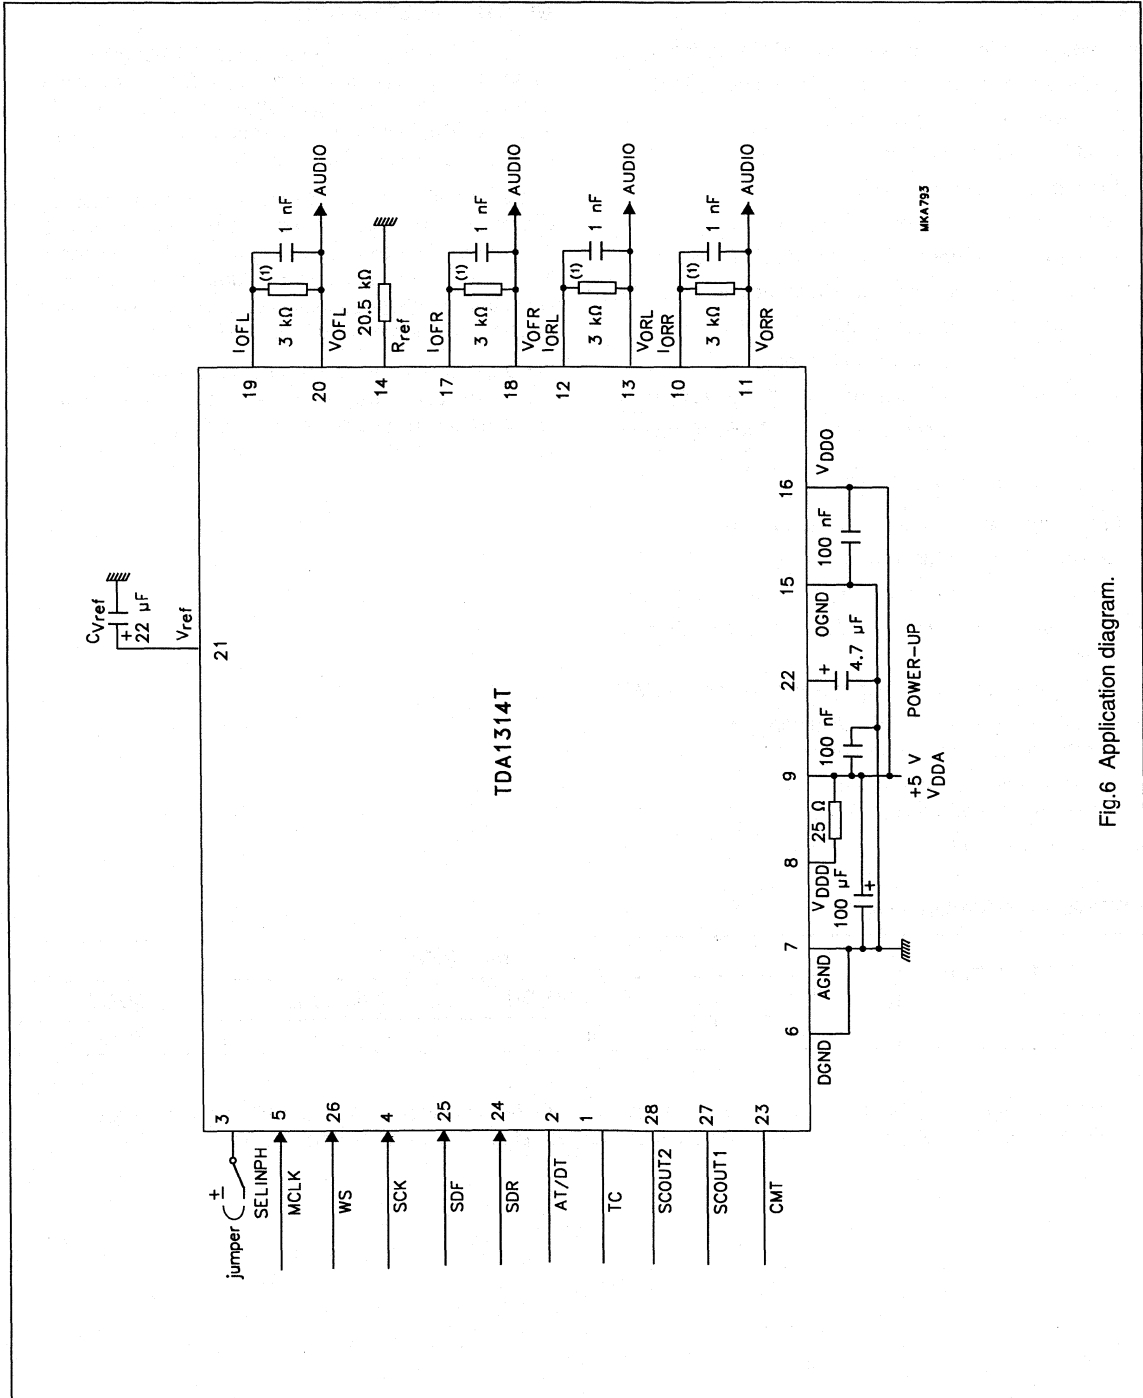 C_Vref
22 µF
+
V_ref
21
TDA1314T
19
I_OFL
3 kΩ
(1)
1 nF
20
V_OFL
AUDIO
14
R_ref
20.5 kΩ
17
I_OFR
3 kΩ
(1)
1 nF
18
V_OFR
AUDIO
12
I_ORL
3 kΩ
(1)
1 nF
13
V_ORL
AUDIO
10
I_ORR
3 kΩ
(1)
1 nF
11
V_ORR
AUDIO
3
jumper
±
SELINPH
5
MCLK
26
WS
4
SCK
25
SDF
24
SDR
2
AT/DT
1
TC
28
SCOUT2
27
SCOUT1
23
CMT
6
DGND
7
AGND
8
V_DDD
100 µF
+
25 Ω
9
+5 V
V_DDA
100 nF
22
+
4.7 µF
POWER-UP
15
OGND
100 nF
16
V_DDO
MKA793
Fig.6 Application diagram.